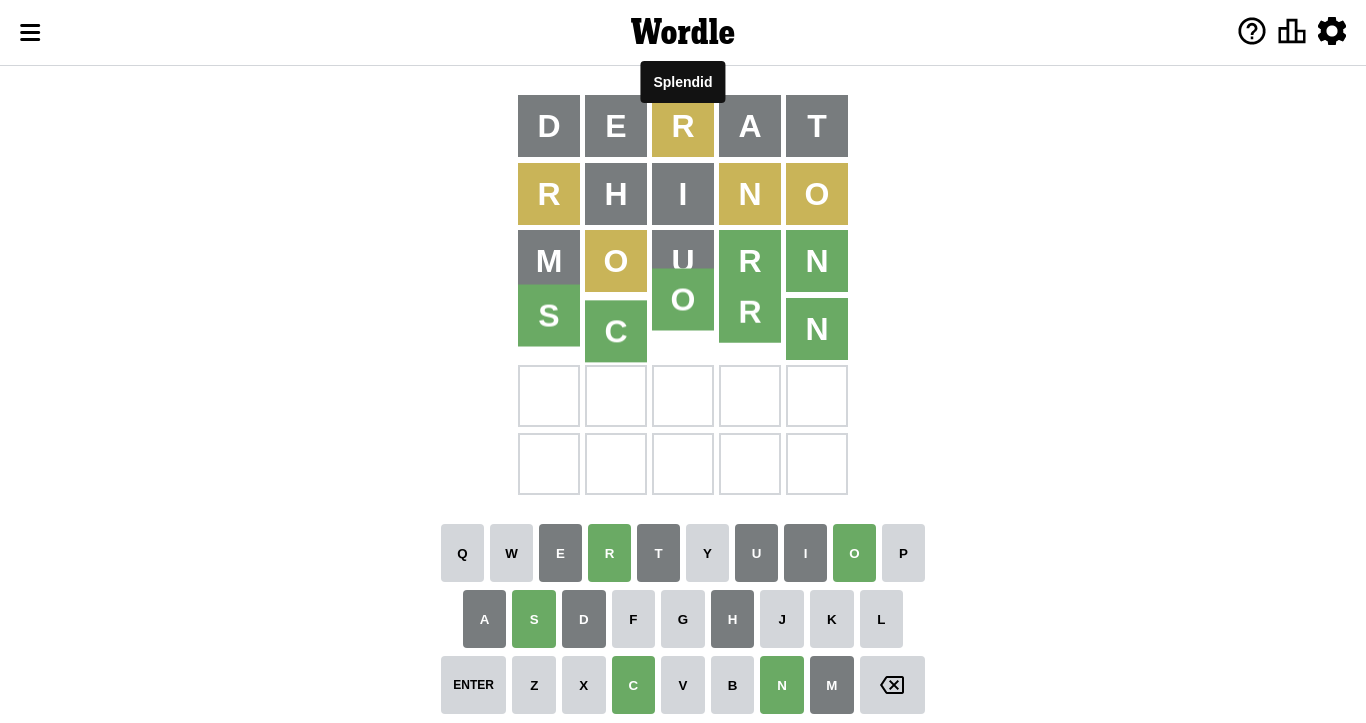 Wordle
Splendid
D E R A T
R H I N O
M O U R N
S C O R N
Q W E R T Y U I O P
A S D F G H J K L
ENTER Z X C V B N M